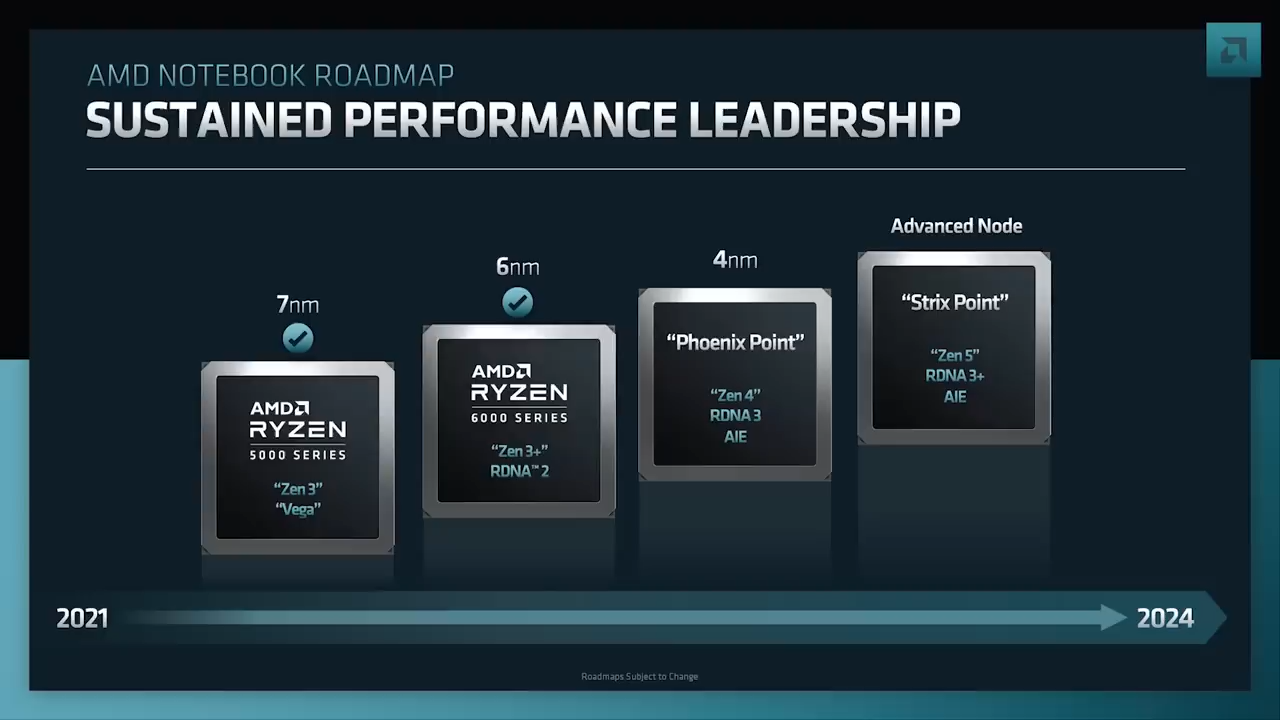 AMD NOTEBOOK ROADMAP
SUSTAINED PERFORMANCE LEADERSHIP
7nm
AMD
RYZEN
5000 SERIES
“Zen 3”
“Vega”
6nm
AMD
RYZEN
6000 SERIES
“Zen 3+”
RDNA™ 2
4nm
“Phoenix Point”
“Zen 4”
RDNA 3
AIE
Advanced Node
“Strix Point”
“Zen 5”
RDNA 3+
AIE
2021
2024
Roadmaps Subject to Change